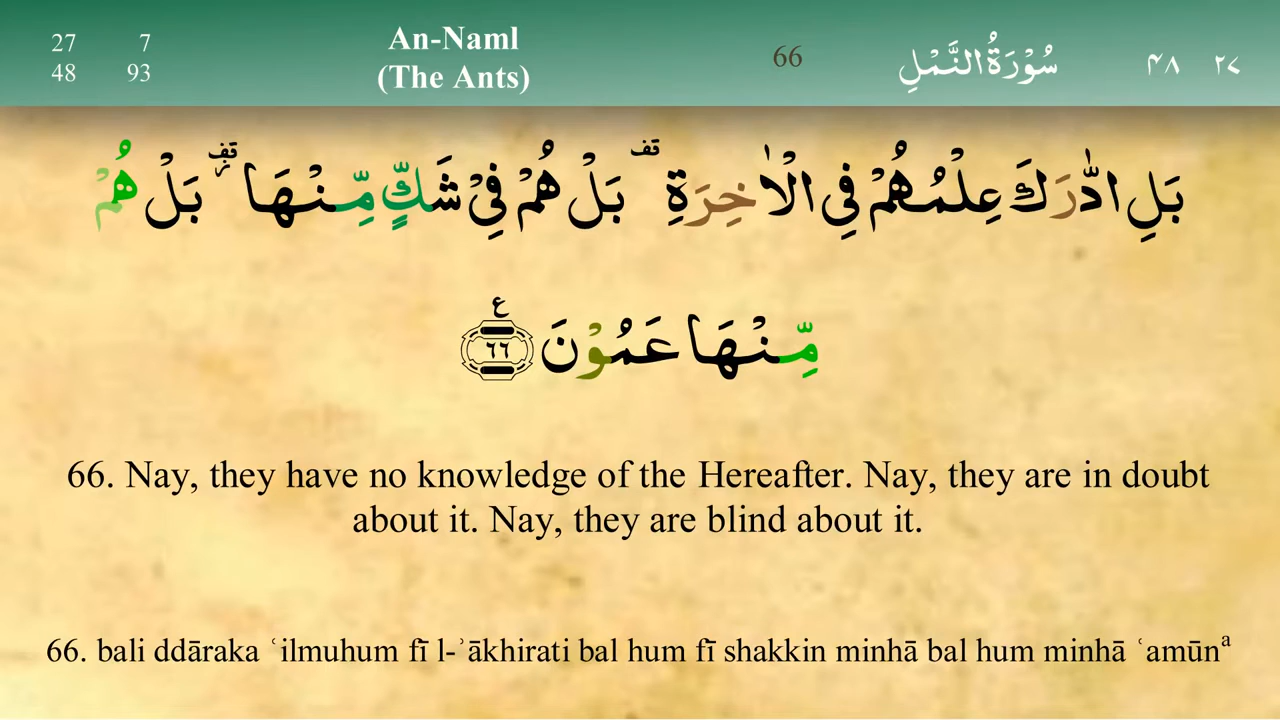 27 7
48 93
An-Naml
(The Ants)
66
سُوْرَةُ النَّمْلِ
٤٨ ٢٧
بَلِ ادّٰرَكَ عِلْمُهُمْ فِي الْاٰخِرَةِ ۫ بَلْ هُمْ فِيْ شَكٍّ مِّنْهَا ۫ بَلْ هُمْ
مِّنْهَا عَمُوْنَ ٦٦ ع
66. Nay, they have no knowledge of the Hereafter. Nay, they are in doubt
about it. Nay, they are blind about it.
66. bali ddāraka ʿilmuhum fī l-ʾākhirati bal hum fī shakkin minhā bal hum minhā ʿamūnᵃ